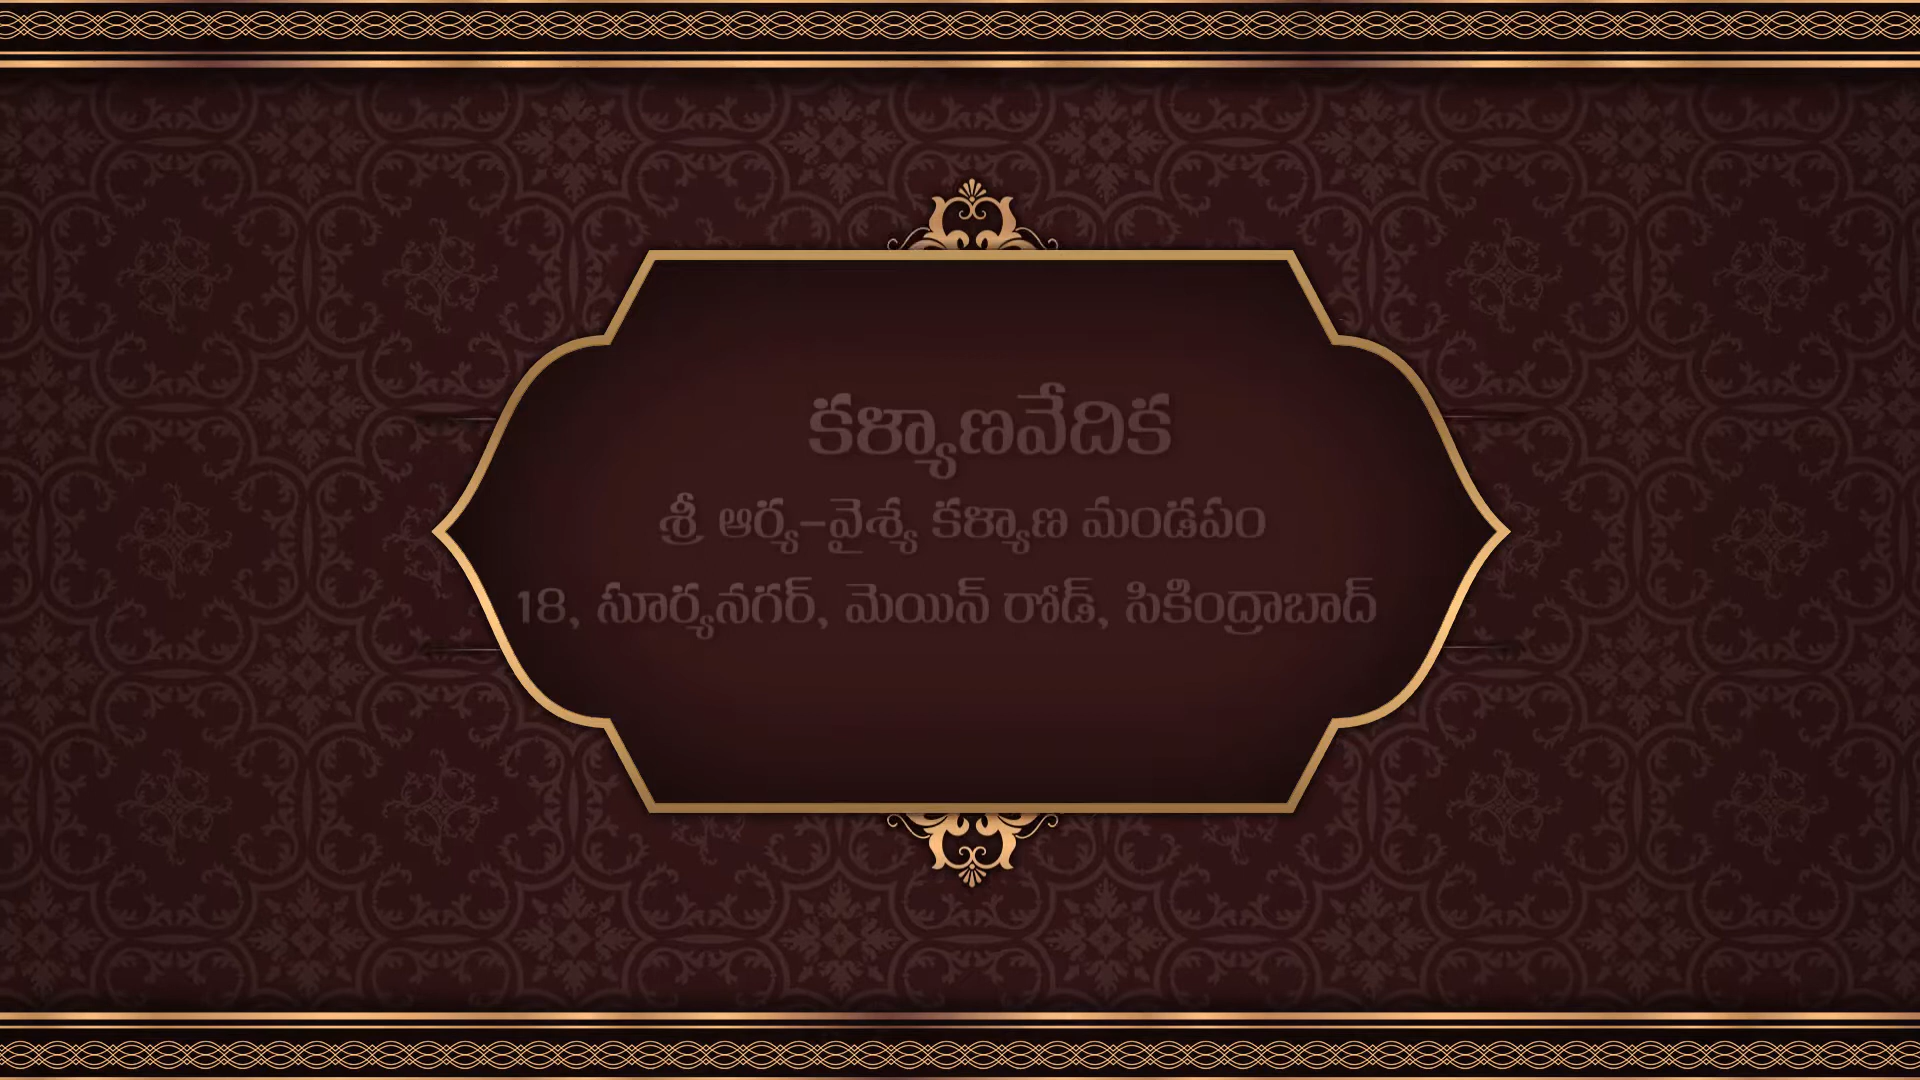 కళ్యాణవేదిక
శ్రీ ఆర్య-వైశ్య కళ్యాణ మండపం
18, సూర్యనగర్, మెయిన్ రోడ్, సికింద్రాబాద్